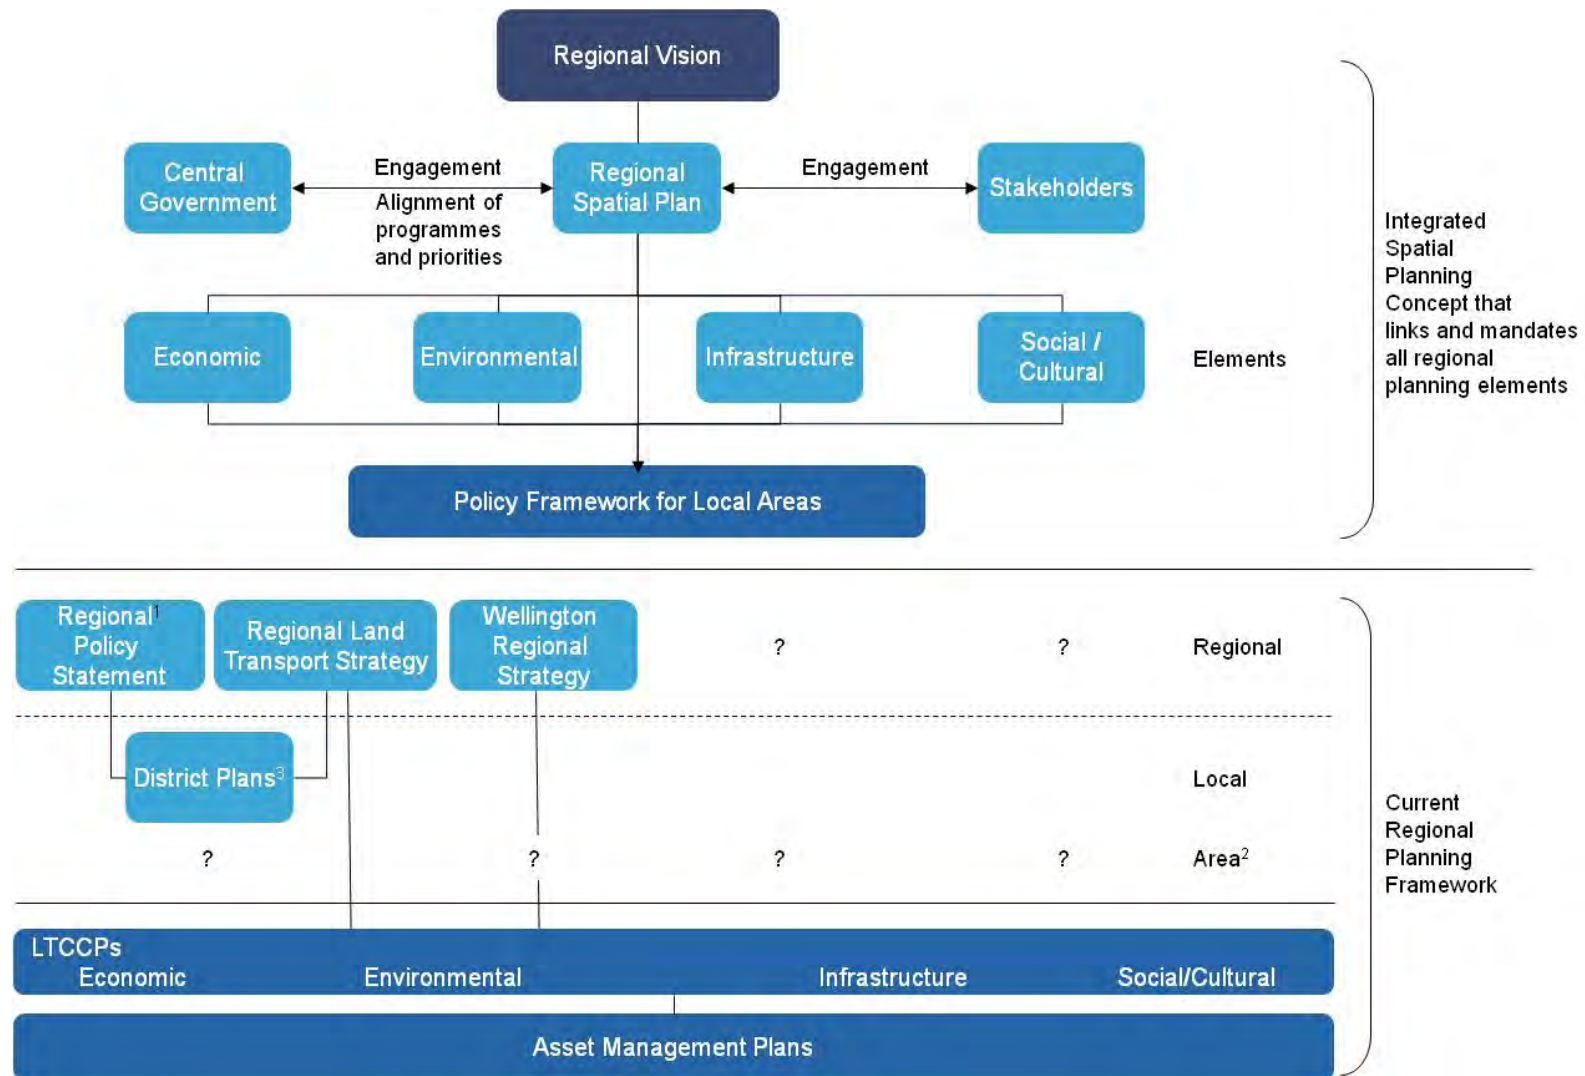 Regional Vision
Central
Government
Engagement
Alignment of
programmes
and priorities
Regional
Spatial Plan
Engagement
Stakeholders
Economic
Environmental
Infrastructure
Social /
Cultural
Elements
Policy Framework for Local Areas
Integrated
Spatial
Planning
Concept that
links and mandates
all regional
planning elements
Regional¹
Policy
Statement
Regional Land
Transport Strategy
Wellington
Regional
Strategy
?
?
Regional
District Plans³
Local
?
?
?
?
Area²
Current
Regional
Planning
Framework
LTCCPs
Economic
Environmental
Infrastructure
Social/Cultural
Asset Management Plans